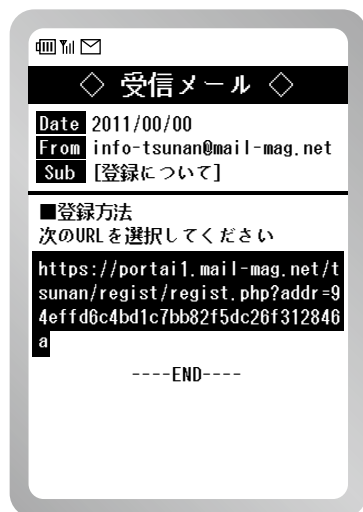 ◇ 受信メール ◇
Date 2011/00/00
From info-tsunan@mail-mag.net
Sub [登録について]
■登録方法
次のURLを選択してください
https://portai1.mail-mag.net/t
sunan/regist/regist.php?addr=9
4effd6c4bd1c7bb82f5dc26f312846
a
----END----